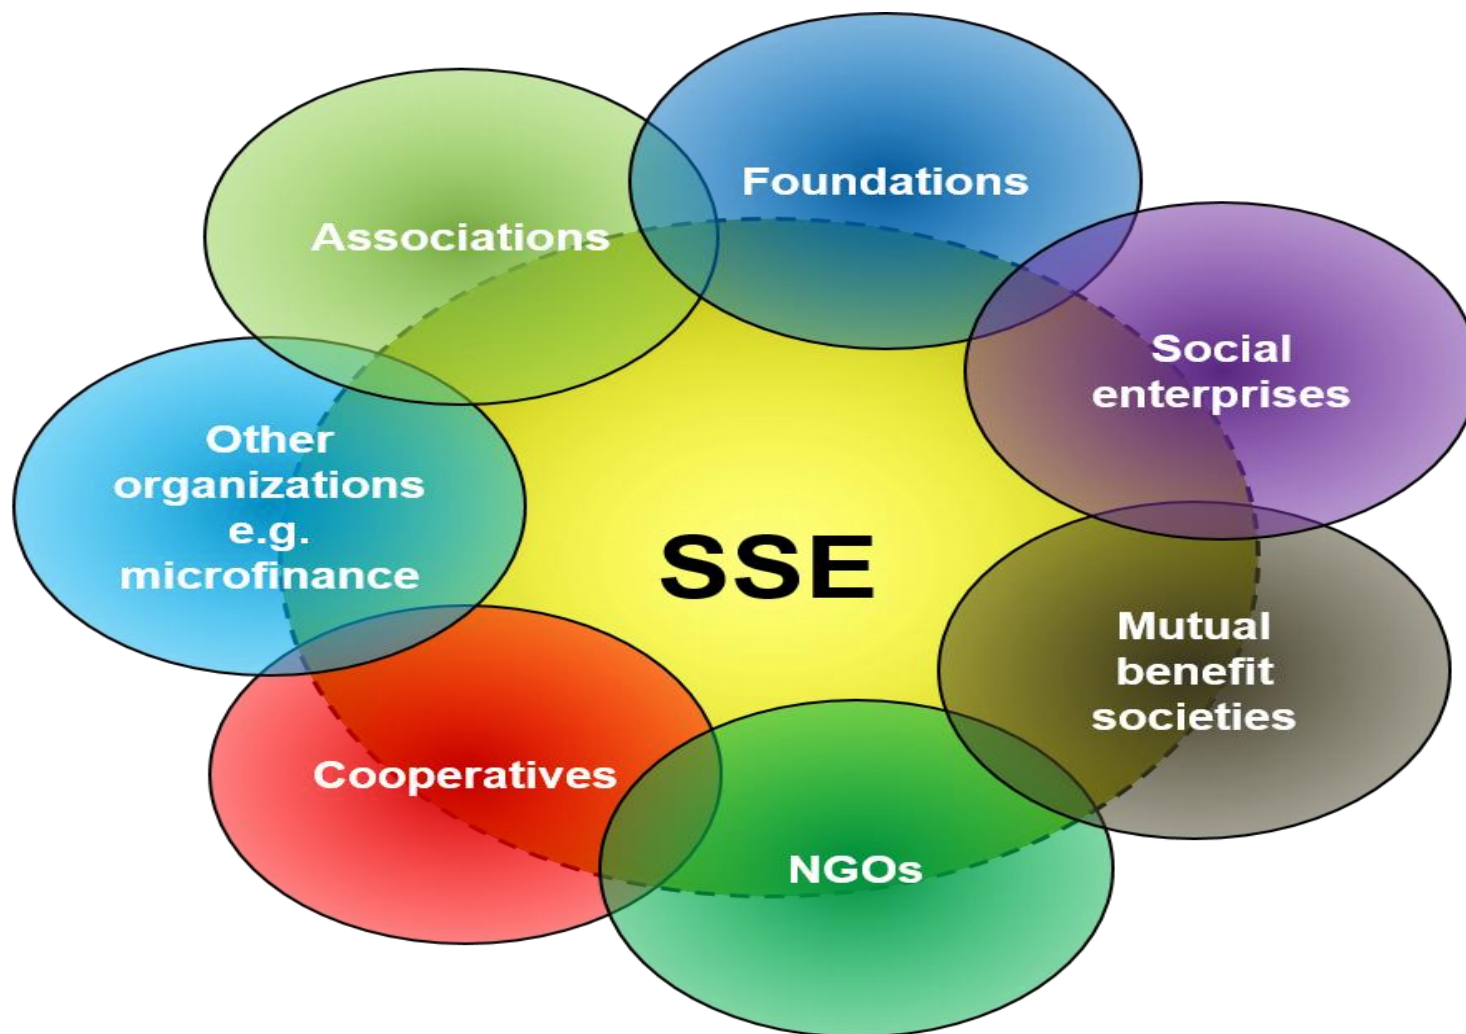 Foundations
Associations
Social
enterprises
Other
organizations
e.g.
microfinance
SSE
Mutual
benefit
societies
Cooperatives
NGOs